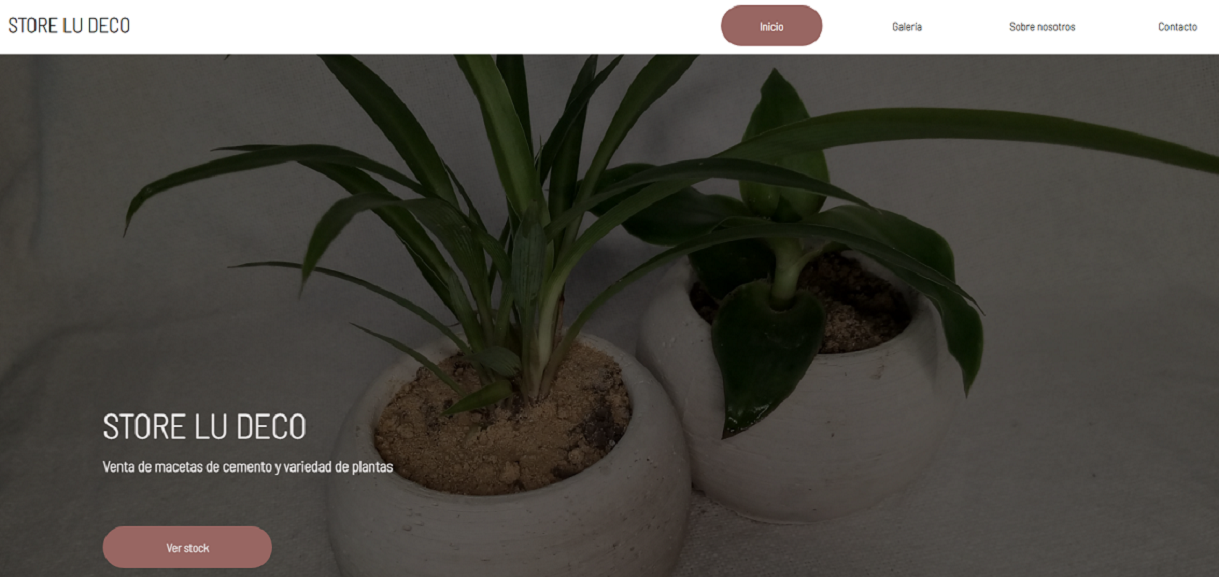 STORE LU DECO
Inicio
Galería
Sobre nosotros
Contacto
STORE LU DECO
Venta de macetas de cemento y variedad de plantas
Ver stock